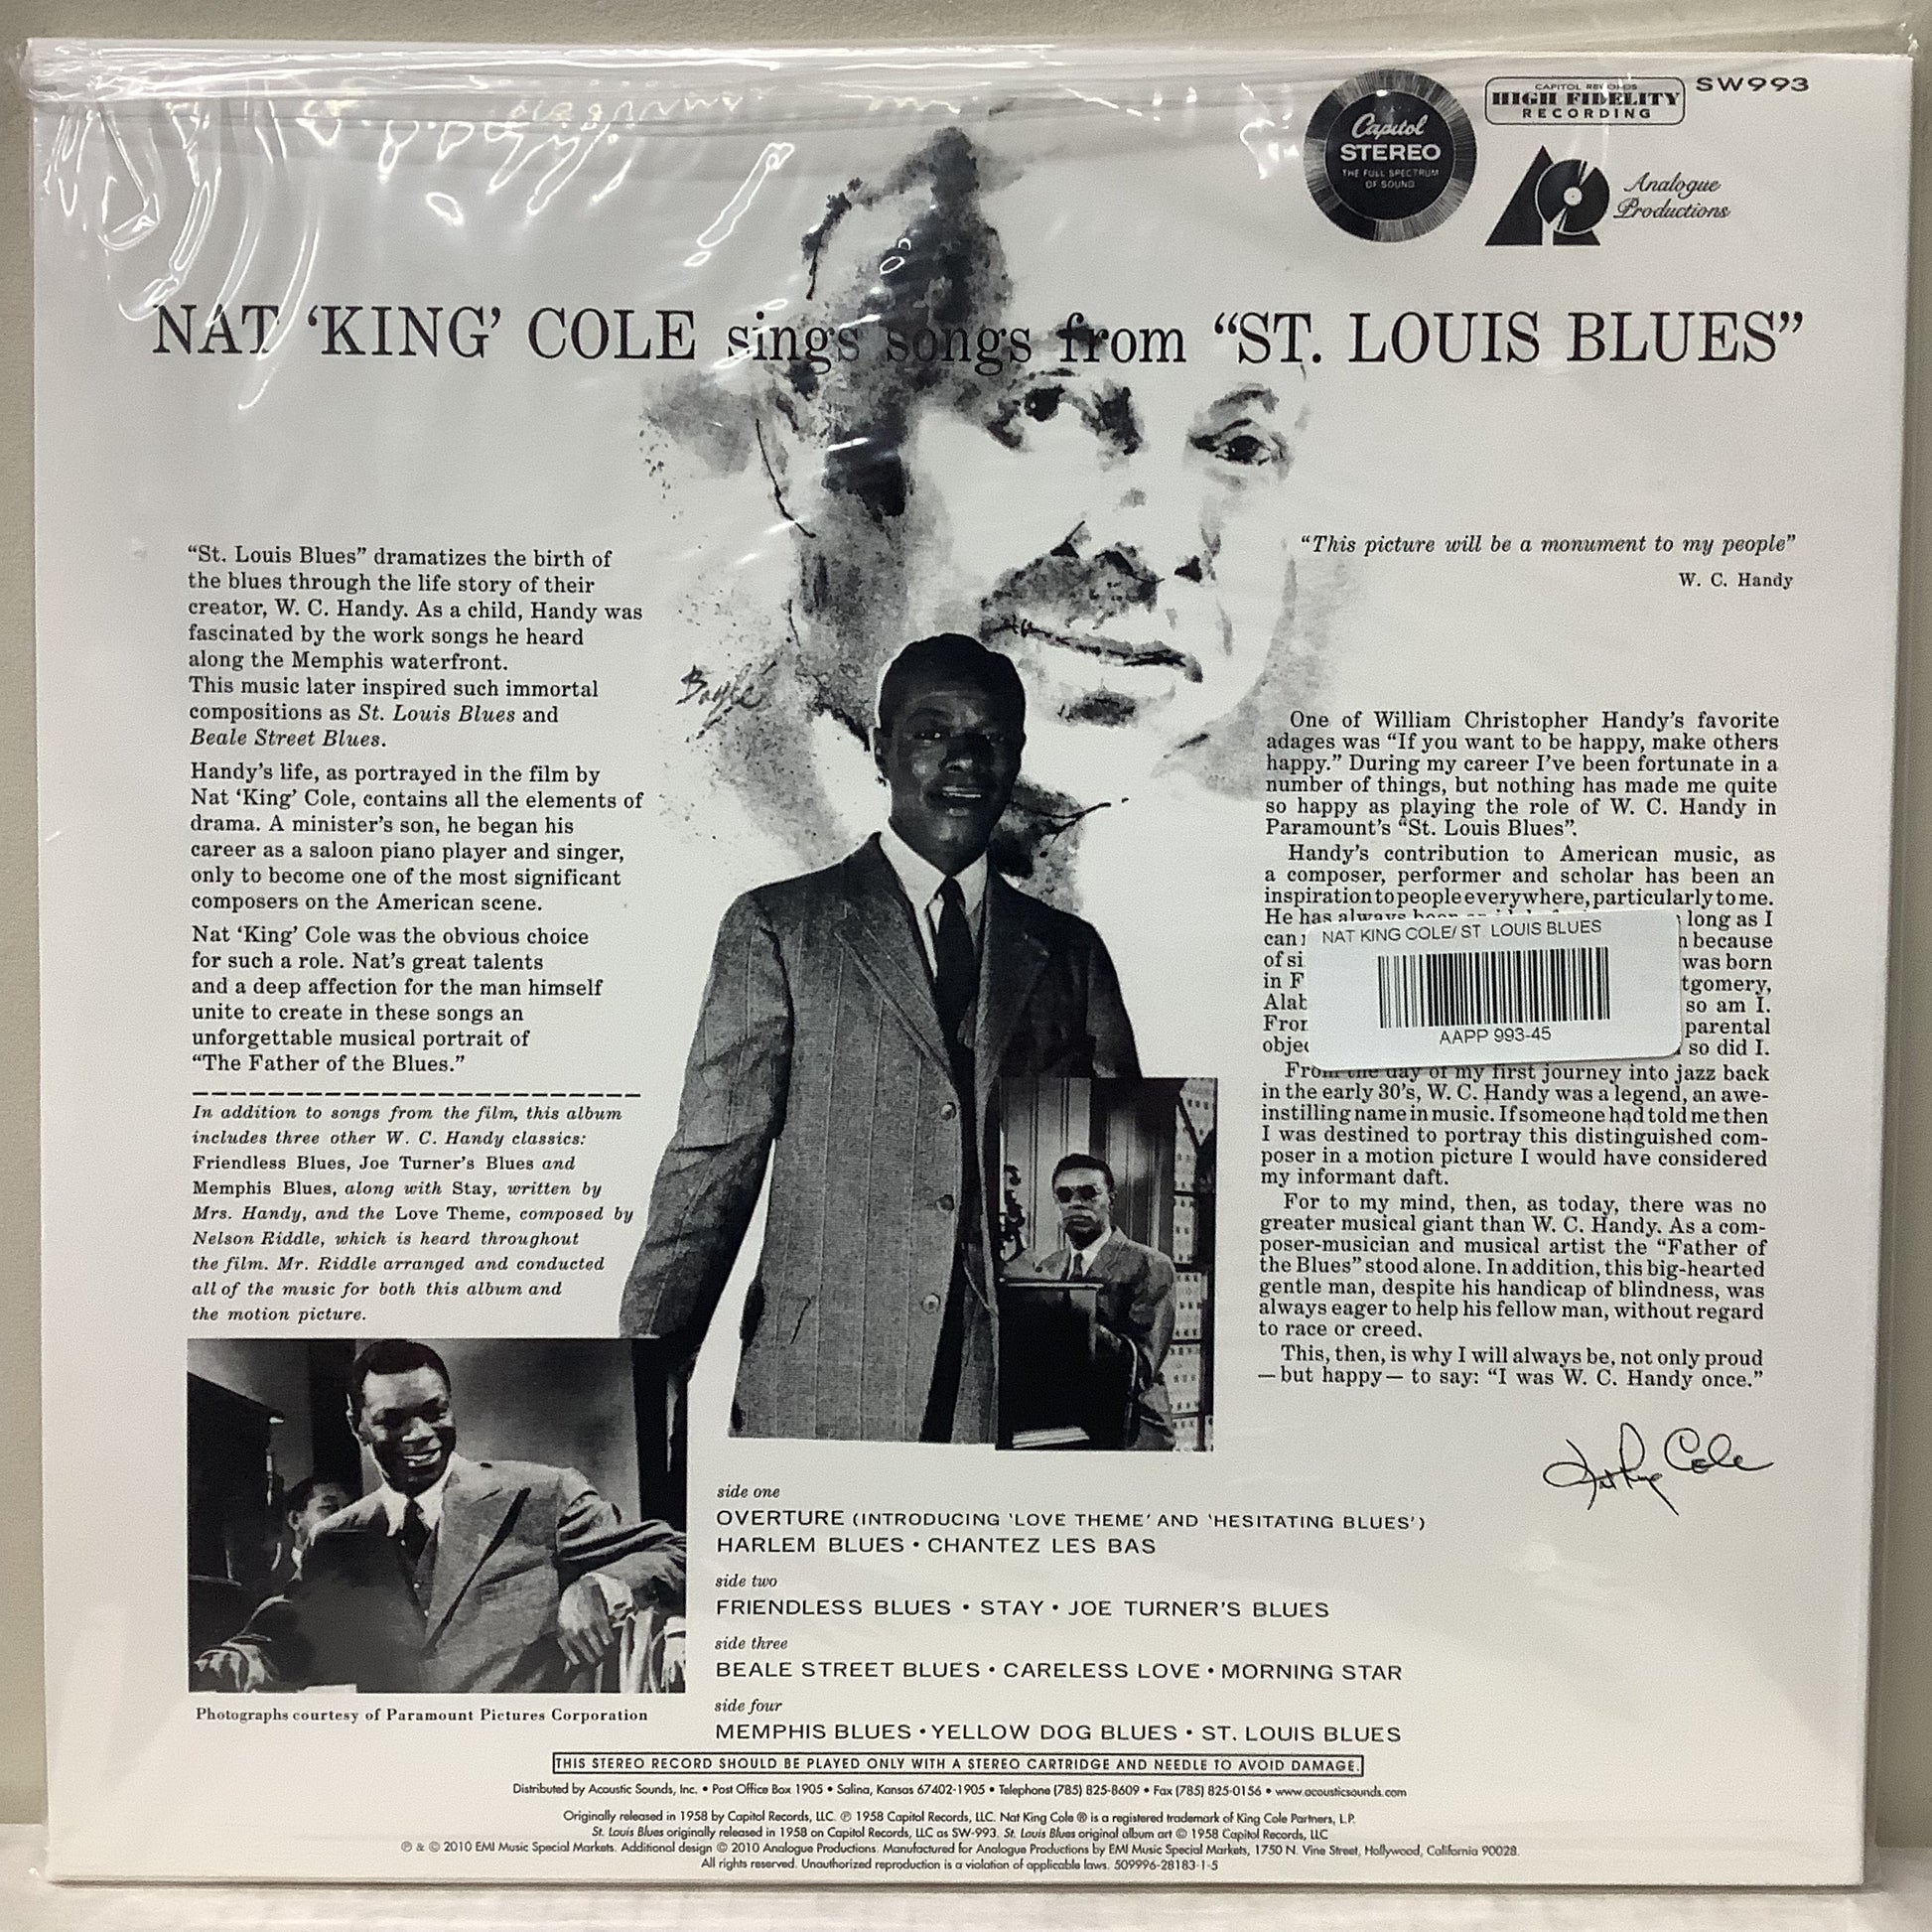 Capitol
STEREO
THE FULL SPECTRUM
OF SOUND
CAPITOL RECORDS
HIGH FIDELITY
RECORDING
SW993
Analogue
Productions
NAT ‘KING’ COLE sings songs from “ST. LOUIS BLUES”
“St. Louis Blues” dramatizes the birth of
the blues through the life story of their
creator, W. C. Handy. As a child, Handy was
fascinated by the work songs he heard
along the Memphis waterfront.
This music later inspired such immortal
compositions as St. Louis Blues and
Beale Street Blues.
Handy’s life, as portrayed in the film by
Nat ‘King’ Cole, contains all the elements of
drama. A minister’s son, he began his
career as a saloon piano player and singer,
only to become one of the most significant
composers on the American scene.
Nat ‘King’ Cole was the obvious choice
for such a role. Nat’s great talents
and a deep affection for the man himself
unite to create in these songs an
unforgettable musical portrait of
“The Father of the Blues.”
In addition to songs from the film, this album
includes three other W. C. Handy classics:
Friendless Blues, Joe Turner’s Blues and
Memphis Blues, along with Stay, written by
Mrs. Handy, and the Love Theme, composed by
Nelson Riddle, which is heard throughout
the film. Mr. Riddle arranged and conducted
all of the music for both this album and
the motion picture.
Photographs courtesy of Paramount Pictures Corporation
“This picture will be a monument to my people”
W. C. Handy
One of William Christopher Handy’s favorite
adages was “If you want to be happy, make others
happy.” During my career I’ve been fortunate in a
number of things, but nothing has made me quite
so happy as playing the role of W. C. Handy in
Paramount’s “St. Louis Blues”.
Handy’s contribution to American music, as
a composer, performer and scholar has been an
inspiration to people everywhere, particularly to me.
He has always been long as I
can because
of was born
in
so am I.
parental
so did I.
NAT KING COLE/ ST. LOUIS BLUES
AAPP 993-45
From the day of my first journey into jazz back
in the early 30’s, W. C. Handy was a legend, an awe-
instilling name in music. If someone had told me then
I was destined to portray this distinguished com-
poser in a motion picture I would have considered
my informant daft.
For to my mind, then, as today, there was no
greater musical giant than W. C. Handy. As a com-
poser-musician and musical artist the “Father of
the Blues” stood alone. In addition, this big-hearted
gentle man, despite his handicap of blindness, was
always eager to help his fellow man, without regard
to race or creed.
This, then, is why I will always be, not only proud
—but happy— to say: “I was W. C. Handy once.”
Cole
side one
OVERTURE (INTRODUCING ‘LOVE THEME’ AND ‘HESITATING BLUES’)
HARLEM BLUES • CHANTEZ LES BAS
side two
FRIENDLESS BLUES • STAY • JOE TURNER’S BLUES
side three
BEALE STREET BLUES • CARELESS LOVE • MORNING STAR
side four
MEMPHIS BLUES • YELLOW DOG BLUES • ST. LOUIS BLUES
THIS STEREO RECORD SHOULD BE PLAYED ONLY WITH A STEREO CARTRIDGE AND NEEDLE TO AVOID DAMAGE.
Distributed by Acoustic Sounds, Inc. • Post Office Box 1905 • Salina, Kansas 67402-1905 • Telephone (785) 825-8609 • Fax (785) 825-0156 • www.acousticsounds.com
Originally released in 1958 by Capitol Records, LLC. ℗ 1958 Capitol Records, LLC. Nat King Cole ® is a registered trademark of King Cole Partners, L.P.
St. Louis Blues originally released in 1958 on Capitol Records, LLC as SW-993. St. Louis Blues original album art © 1958 Capitol Records, LLC
℗ & © 2010 EMI Music Special Markets. Additional design © 2010 Analogue Productions. Manufactured for Analogue Productions by EMI Music Special Markets, 1750 N. Vine Street, Hollywood, California 90028.
All rights reserved. Unauthorized reproduction is a violation of applicable laws. 509996-28183-1-5